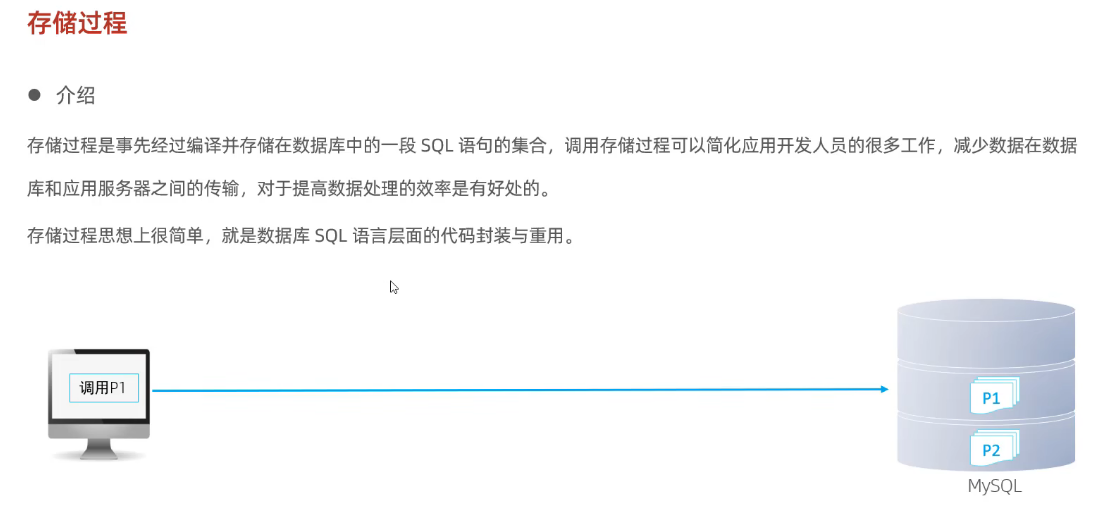 存储过程
介绍
存储过程是事先经过编译并存储在数据库中的一段 SQL 语句的集合，调用存储过程可以简化应用开发人员的很多工作，减少数据在数据
库和应用服务器之间的传输，对于提高数据处理的效率是有好处的。
存储过程思想上很简单，就是数据库 SQL 语言层面的代码封装与重用。
调用P1
P1
P2
MySQL